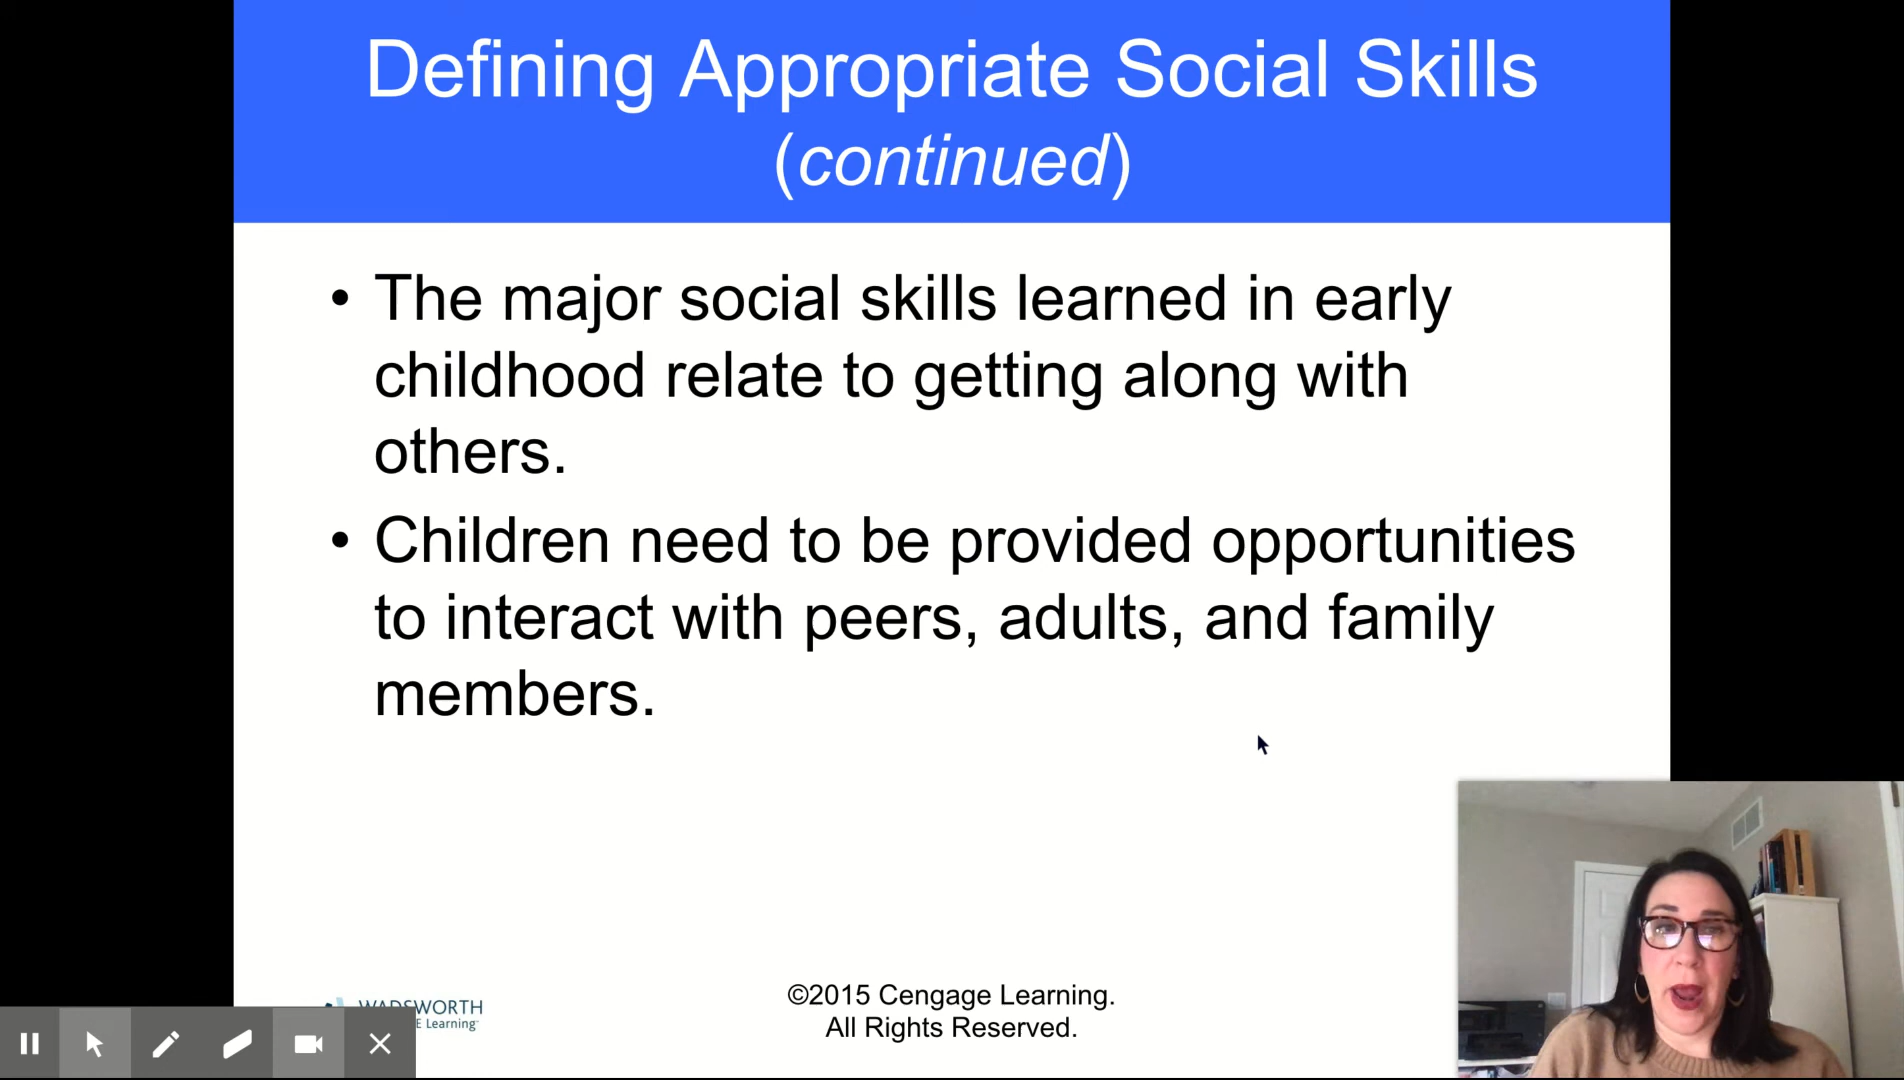 Defining Appropriate Social Skills
(continued)
• The major social skills learned in early
childhood relate to getting along with
others.
• Children need to be provided opportunities
to interact with peers, adults, and family
members.
WADSWORTH
E Learning™
©2015 Cengage Learning.
All Rights Reserved.